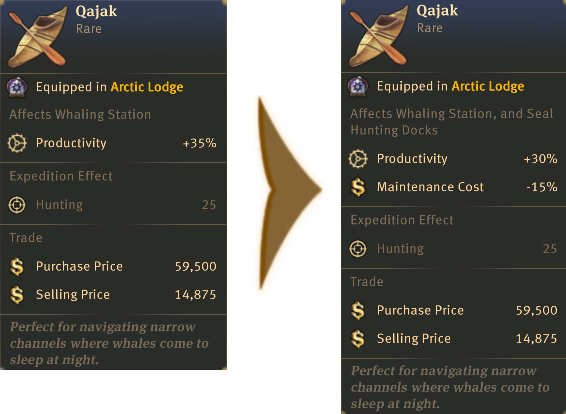 Qajak
Rare
Equipped in Arctic Lodge
Affects Whaling Station
Productivity +35%
Expedition Effect
Hunting 25
Trade
Purchase Price 59,500
Selling Price 14,875
Perfect for navigating narrow
channels where whales come to
sleep at night.
Qajak
Rare
Equipped in Arctic Lodge
Affects Whaling Station, and Seal
Hunting Docks
Productivity +30%
Maintenance Cost -15%
Expedition Effect
Hunting 25
Trade
Purchase Price 59,500
Selling Price 14,875
Perfect for navigating narrow
channels where whales come to
sleep at night.